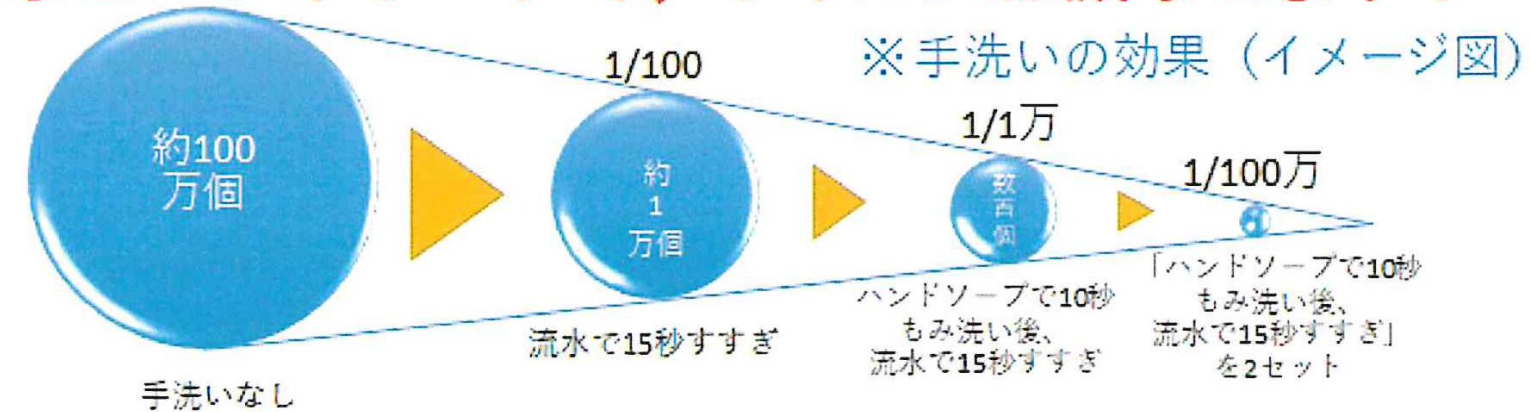 ※手洗いの効果（イメージ図）
1/100
1/1万
1/100万
約100
万個
約
1
万個
数
百
個
手洗いなし
流水で15秒すすぎ
ハンドソープで10秒
もみ洗い後、
流水で15秒すすぎ
「ハンドソープで10秒
もみ洗い後、
流水で15秒すすぎ」
を2セット